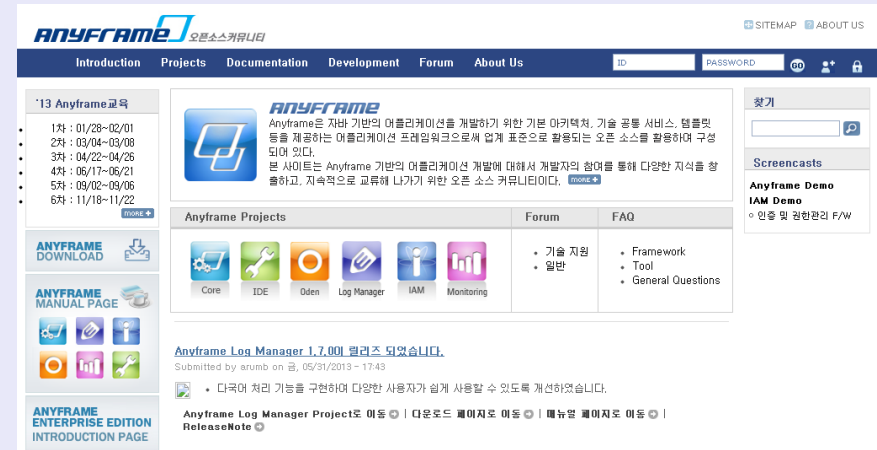 SITEMAP ABOUT US
ANYFRAME 오픈소스커뮤니티
Introduction Projects Documentation Development Forum About Us ID PASSWORD GO
'13 Anyframe교육
1차 : 01/28~02/01
2차 : 03/04~03/08
3차 : 04/22~04/26
4차 : 06/17~06/21
5차 : 09/02~09/06
6차 : 11/18~11/22
MORE +
ANYFRAME
DOWNLOAD
ANYFRAME
MANUAL PAGE
ANYFRAME
ENTERPRISE EDITION
INTRODUCTION PAGE
ANYFRAME
Anyframe은 자바 기반의 어플리케이션을 개발하기 위한 기본 아키텍처, 기술 공통 서비스, 템플릿
등을 제공하는 어플리케이션 프레임워크로써 업계 표준으로 활용되는 오픈 소스를 활용하여 구성
되어 있다.
본 사이트는 Anyframe 기반의 어플리케이션 개발에 대해서 개발자의 참여를 통해 다양한 지식을 창
출하고, 지속적으로 교류해 나가기 위한 오픈 소스 커뮤니티이다. MORE +
Anyframe Projects Forum FAQ
Core IDE Oden Log Manager IAM Monitoring
기술 지원
일반
Framework
Tool
General Questions
Anyframe Log Manager 1.7.0이 릴리즈 되었습니다.
Submitted by arumb on 금, 05/31/2013 - 17:43
다국어 처리 기능을 구현하여 다양한 사용자가 쉽게 사용할 수 있도록 개선하였습니다.
Anyframe Log Manager Project로 이동 | 다운로드 페이지로 이동 | 매뉴얼 페이지로 이동 |
ReleaseNote
찾기
Screencasts
Anyframe Demo
IAM Demo
인증 및 권한관리 F/W